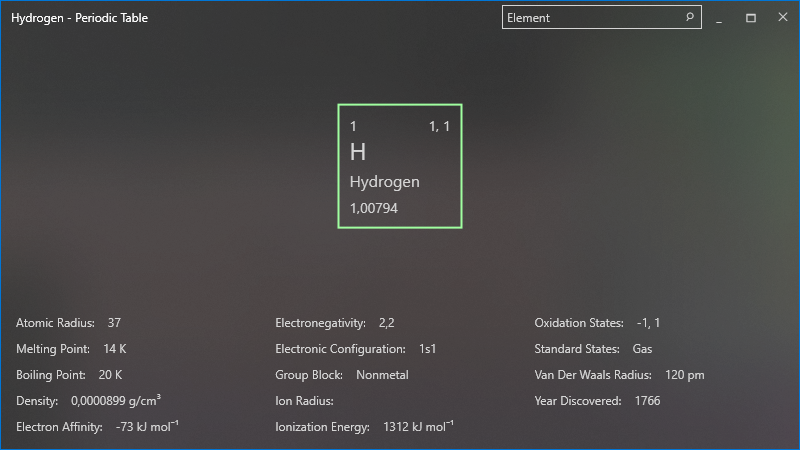 Hydrogen - Periodic Table
Element
1 1, 1
H
Hydrogen
1,00794
Atomic Radius: 37
Melting Point: 14 K
Boiling Point: 20 K
Density: 0,0000899 g/cm³
Electron Affinity: -73 kJ mol⁻¹
Electronegativity: 2,2
Electronic Configuration: 1s1
Group Block: Nonmetal
Ion Radius:
Ionization Energy: 1312 kJ mol⁻¹
Oxidation States: -1, 1
Standard States: Gas
Van Der Waals Radius: 120 pm
Year Discovered: 1766